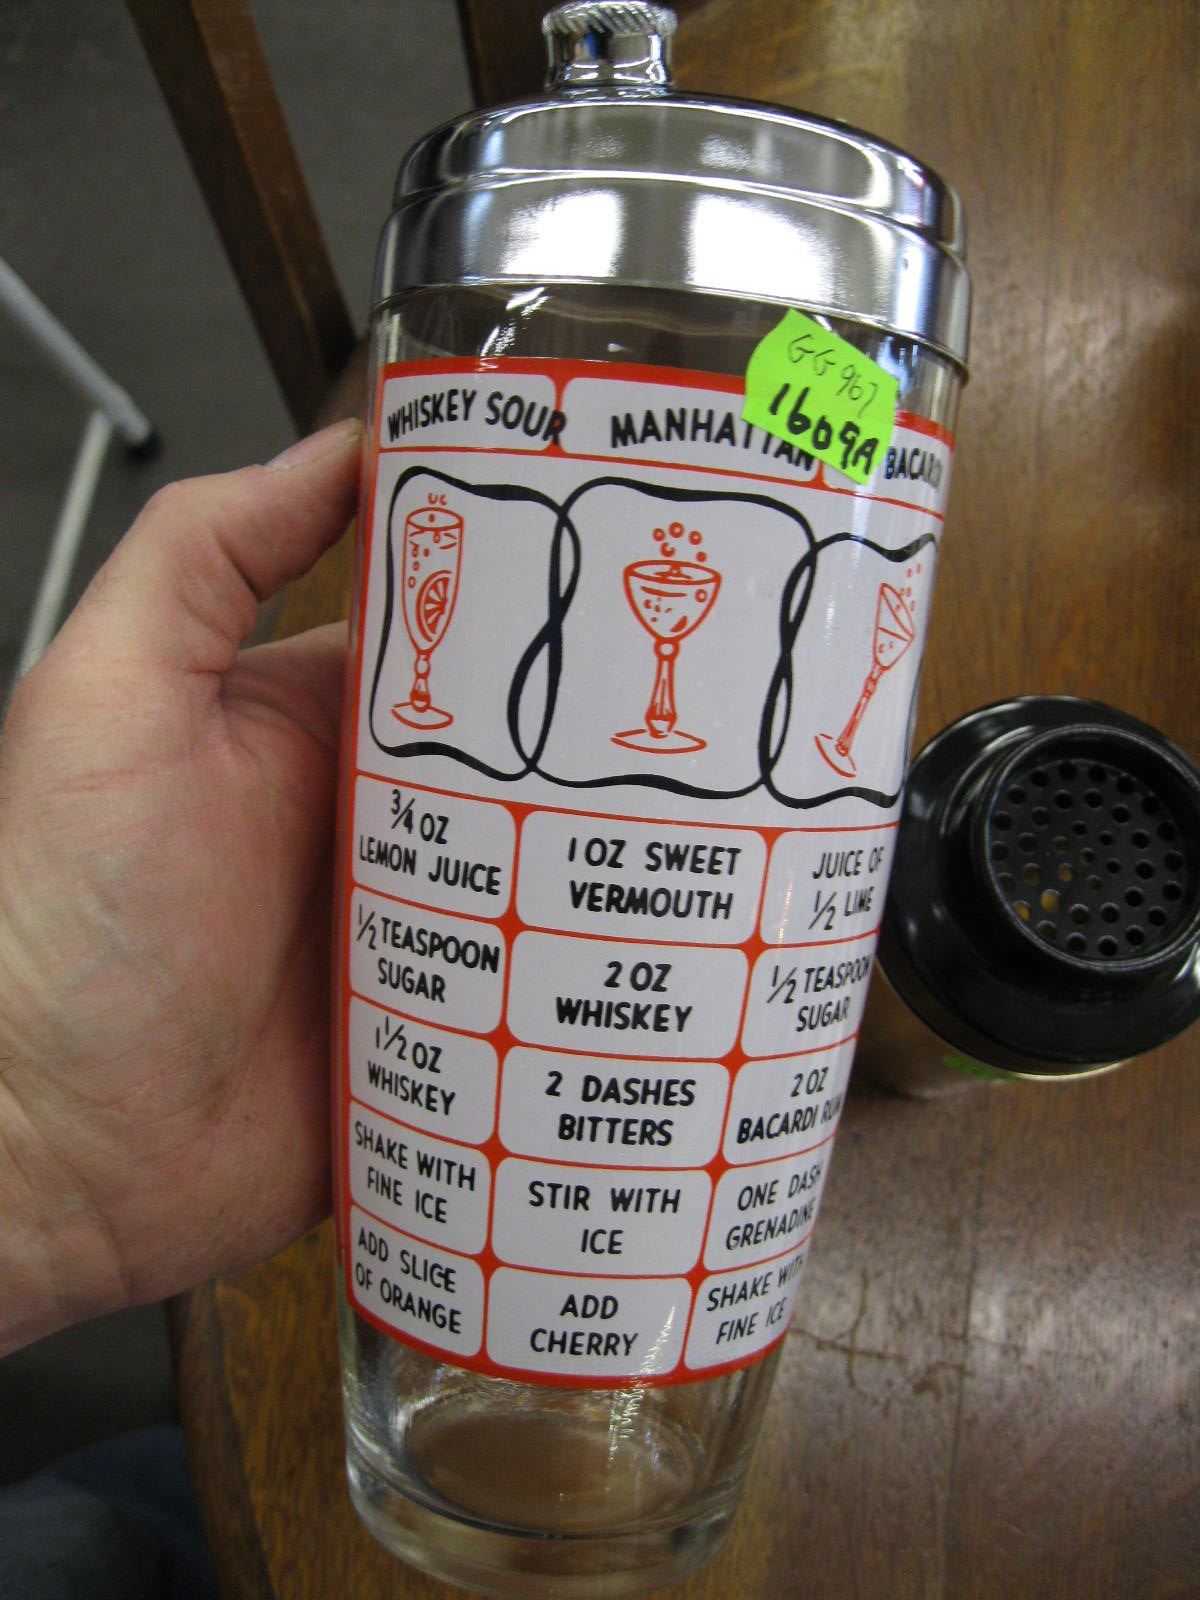 GG967
1609A
WHISKEY SOUR
MANHATTAN
BACARDI
3/4 OZ
LEMON JUICE
1/2 TEASPOON
SUGAR
1 1/2 OZ
WHISKEY
SHAKE WITH
FINE ICE
ADD SLICE
OF ORANGE
1 OZ SWEET
VERMOUTH
2 OZ
WHISKEY
2 DASHES
BITTERS
STIR WITH
ICE
ADD
CHERRY
JUICE OF
1/2 LIME
1/2 TEASPOON
SUGAR
2 OZ
BACARDI RUM
ONE DASH
GRENADINE
SHAKE WITH
FINE ICE